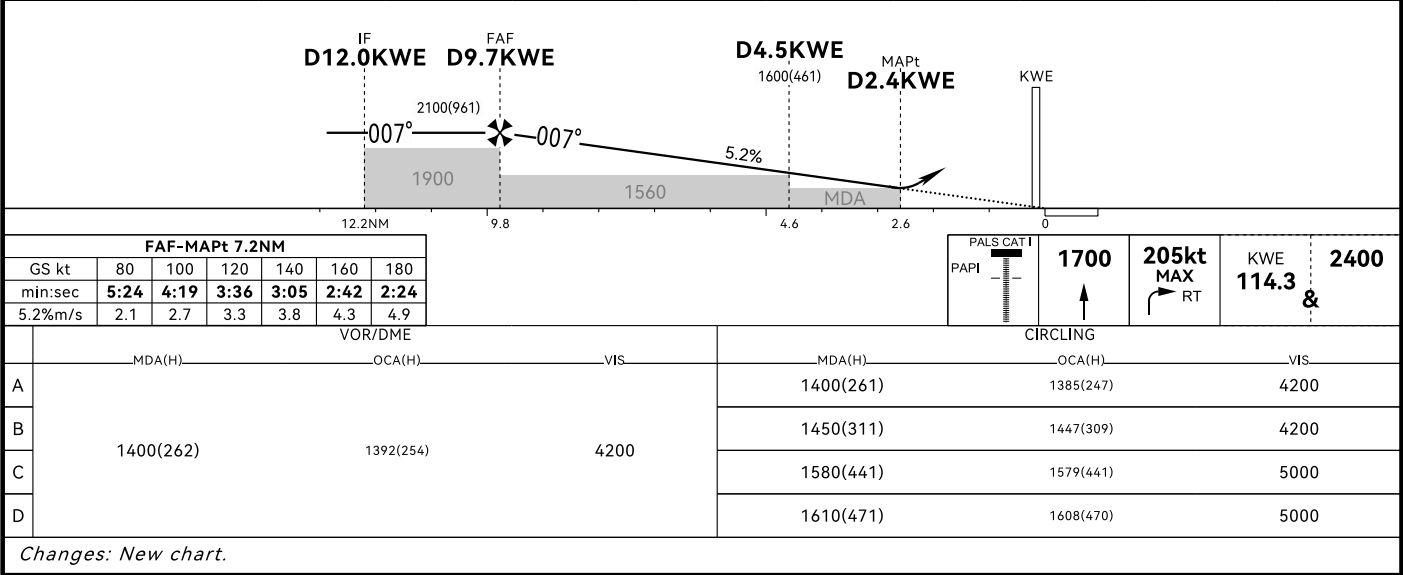 IF
D12.0KWE
FAF
D9.7KWE
D4.5KWE
1600(461)
MAPt
D2.4KWE
KWE
2100(961)
007°
007°
5.2%
1900
1560
MDA
12.2NM 9.8 4.6 2.6 0
FAF-MAPt 7.2NM
GS kt 80 100 120 140 160 180
min:sec 5:24 4:19 3:36 3:05 2:42 2:24
5.2%m/s 2.1 2.7 3.3 3.8 4.3 4.9
PALS CAT I
PAPI
1700
205kt
MAX
RT
KWE
114.3
&
2400
VOR/DME CIRCLING
MDA(H) OCA(H) VIS MDA(H) OCA(H) VIS
A 1400(261) 1385(247) 4200
B 1450(311) 1447(309) 4200
1400(262) 1392(254) 4200
C 1580(441) 1579(441) 5000
D 1610(471) 1608(470) 5000
Changes: New chart.